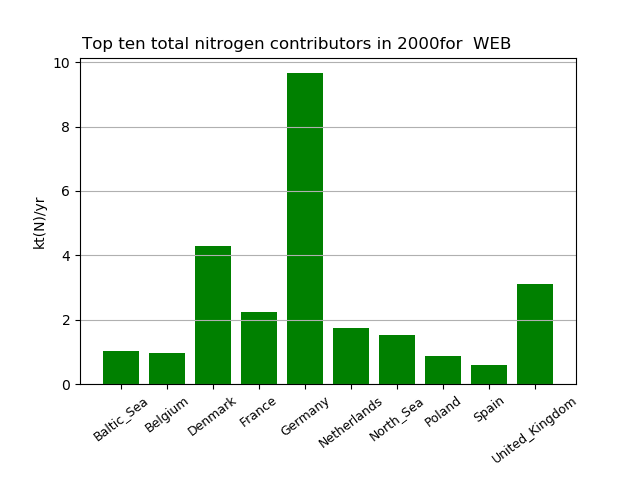 Top ten total nitrogen contributors in 2000for  WEB
kt(N)/yr
10
8
6
4
2
0
Baltic_Sea
Belgium
Denmark
France
Germany
Netherlands
North_Sea
Poland
Spain
United_Kingdom